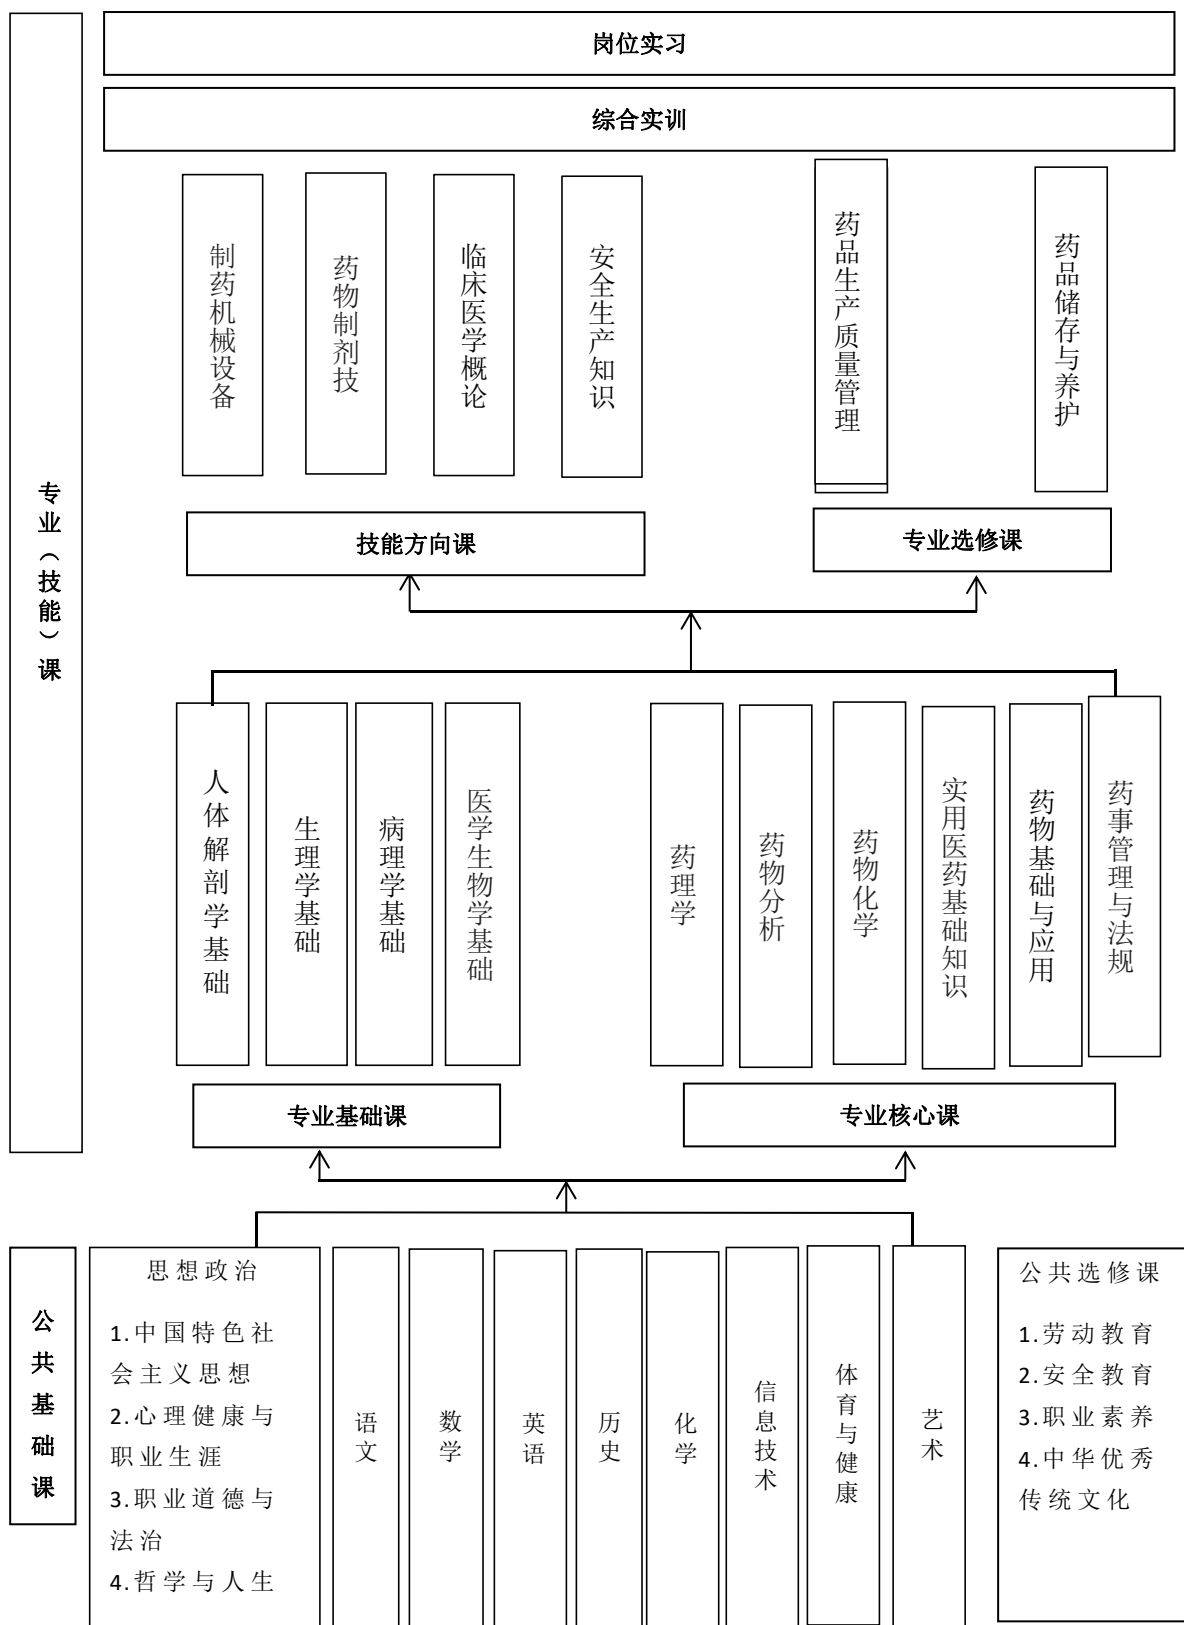 岗位实习
综合实训
制药机械设备
药物制剂技
临床医学概论
安全生产知识
药品生产质量管理
药品储存与养护
专业（技能）课
技能方向课
专业选修课
人体解剖学基础
生理学基础
病理学基础
医学生物学基础
药理学
药物分析
药物化学
实用医药基础知识
药物基础与应用
药事管理与法规
专业基础课
专业核心课
公共基础课
思想政治
1.中国特色社
会主义思想
2.心理健康与
职业生涯
3.职业道德与
法治
4.哲学与人生
语文
数学
英语
历史
化学
信息技术
体育与健康
艺术
公共选修课
1.劳动教育
2.安全教育
3.职业素养
4.中华优秀
传统文化